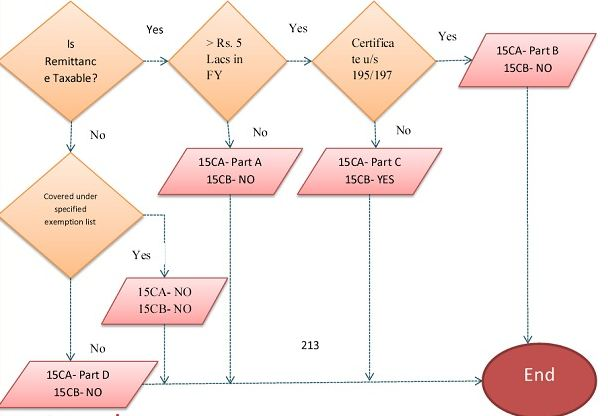 Is
Remittanc
e Taxable?
Yes
> Rs. 5
Lacs in
FY
Yes
Certifica
te u/s
195/197
Yes
15CA- Part B
15CB- NO
No
No
No
15CA- Part A
15CB- NO
15CA- Part C
15CB- YES
Covered under
specified
exemption list
Yes
15CA- NO
15CB- NO
213
No
15CA- Part D
15CB- NO
End